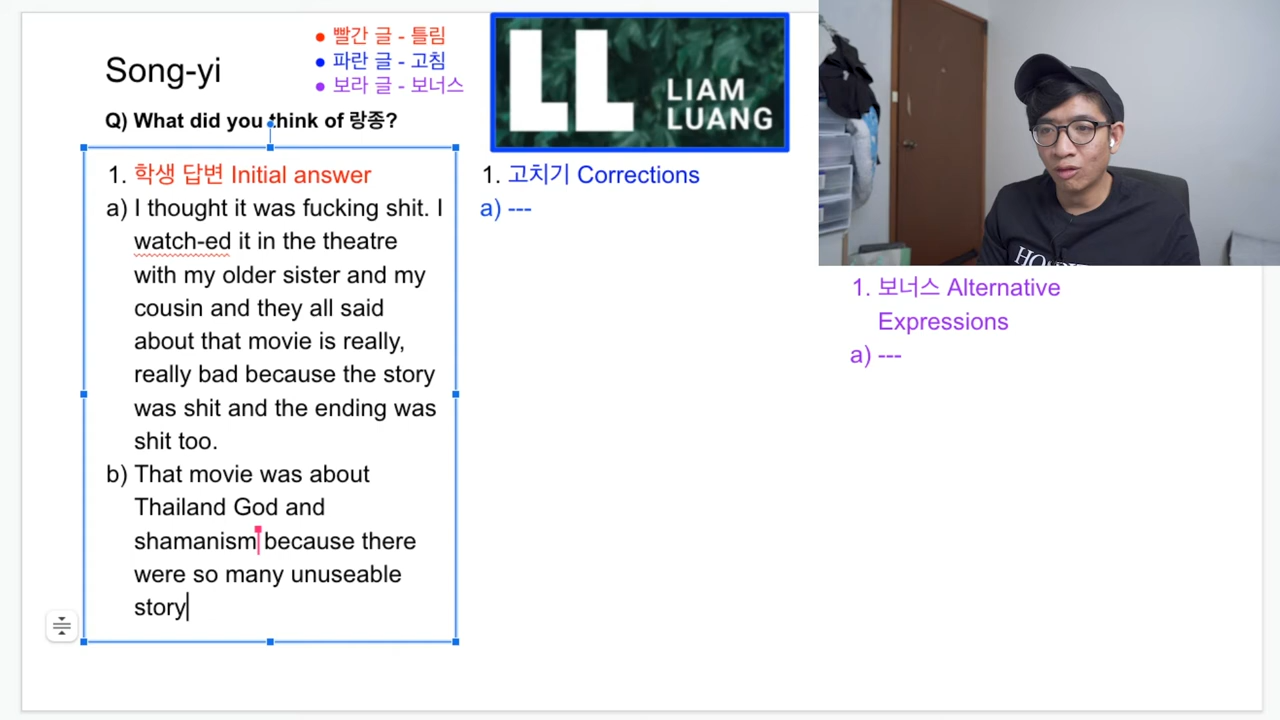 Song-yi
● 빨간 글 - 틀림
● 파란 글 - 고침
● 보라 글 - 보너스
Q) What did you think of 랑종?
LL
LIAM
LUANG
1. 학생 답변 Initial answer
a) I thought it was fucking shit. I
watch-ed it in the theatre
with my older sister and my
cousin and they all said
about that movie is really,
really bad because the story
was shit and the ending was
shit too.
b) That movie was about
Thailand God and
shamanism because there
were so many unuseable
story
1. 고치기 Corrections
a) ---
1. 보너스 Alternative
Expressions
a) ---